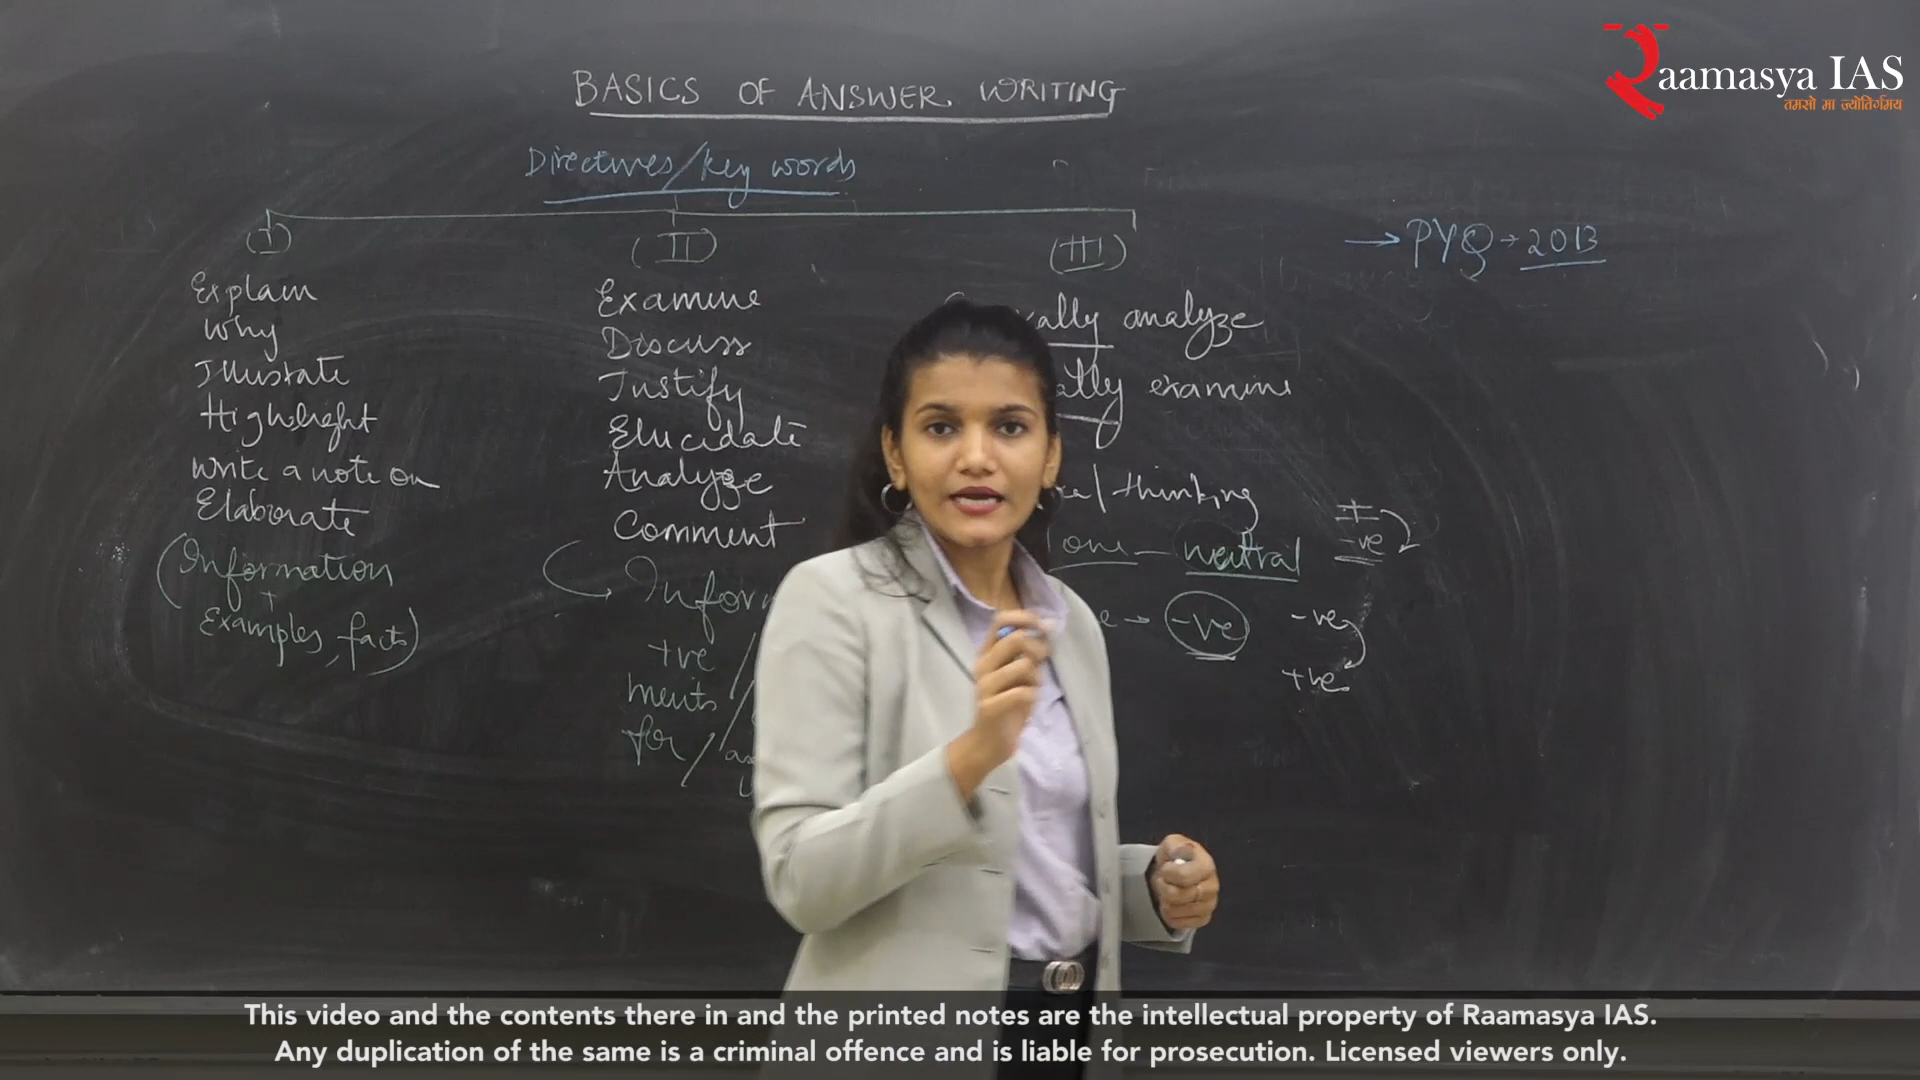 Raamasya IAS
तमसो मा ज्योतिर्गमय
BASICS OF ANSWER WRITING
Directives/key words
(I)
Explain
Why
Illustrate
Highlight
Write a note on
Elaborate
(Information
+
Examples, facts)
(II)
Examine
Discuss
Justify
Elucidate
Analyze
Comment
+ve /
merits /
for /
(III)
analyze
examine
thinking
neutral
-ve
-ve
-ve
+ve
→ PYQ → 2013
This video and the contents there in and the printed notes are the intellectual property of Raamasya IAS.
Any duplication of the same is a criminal offence and is liable for prosecution. Licensed viewers only.